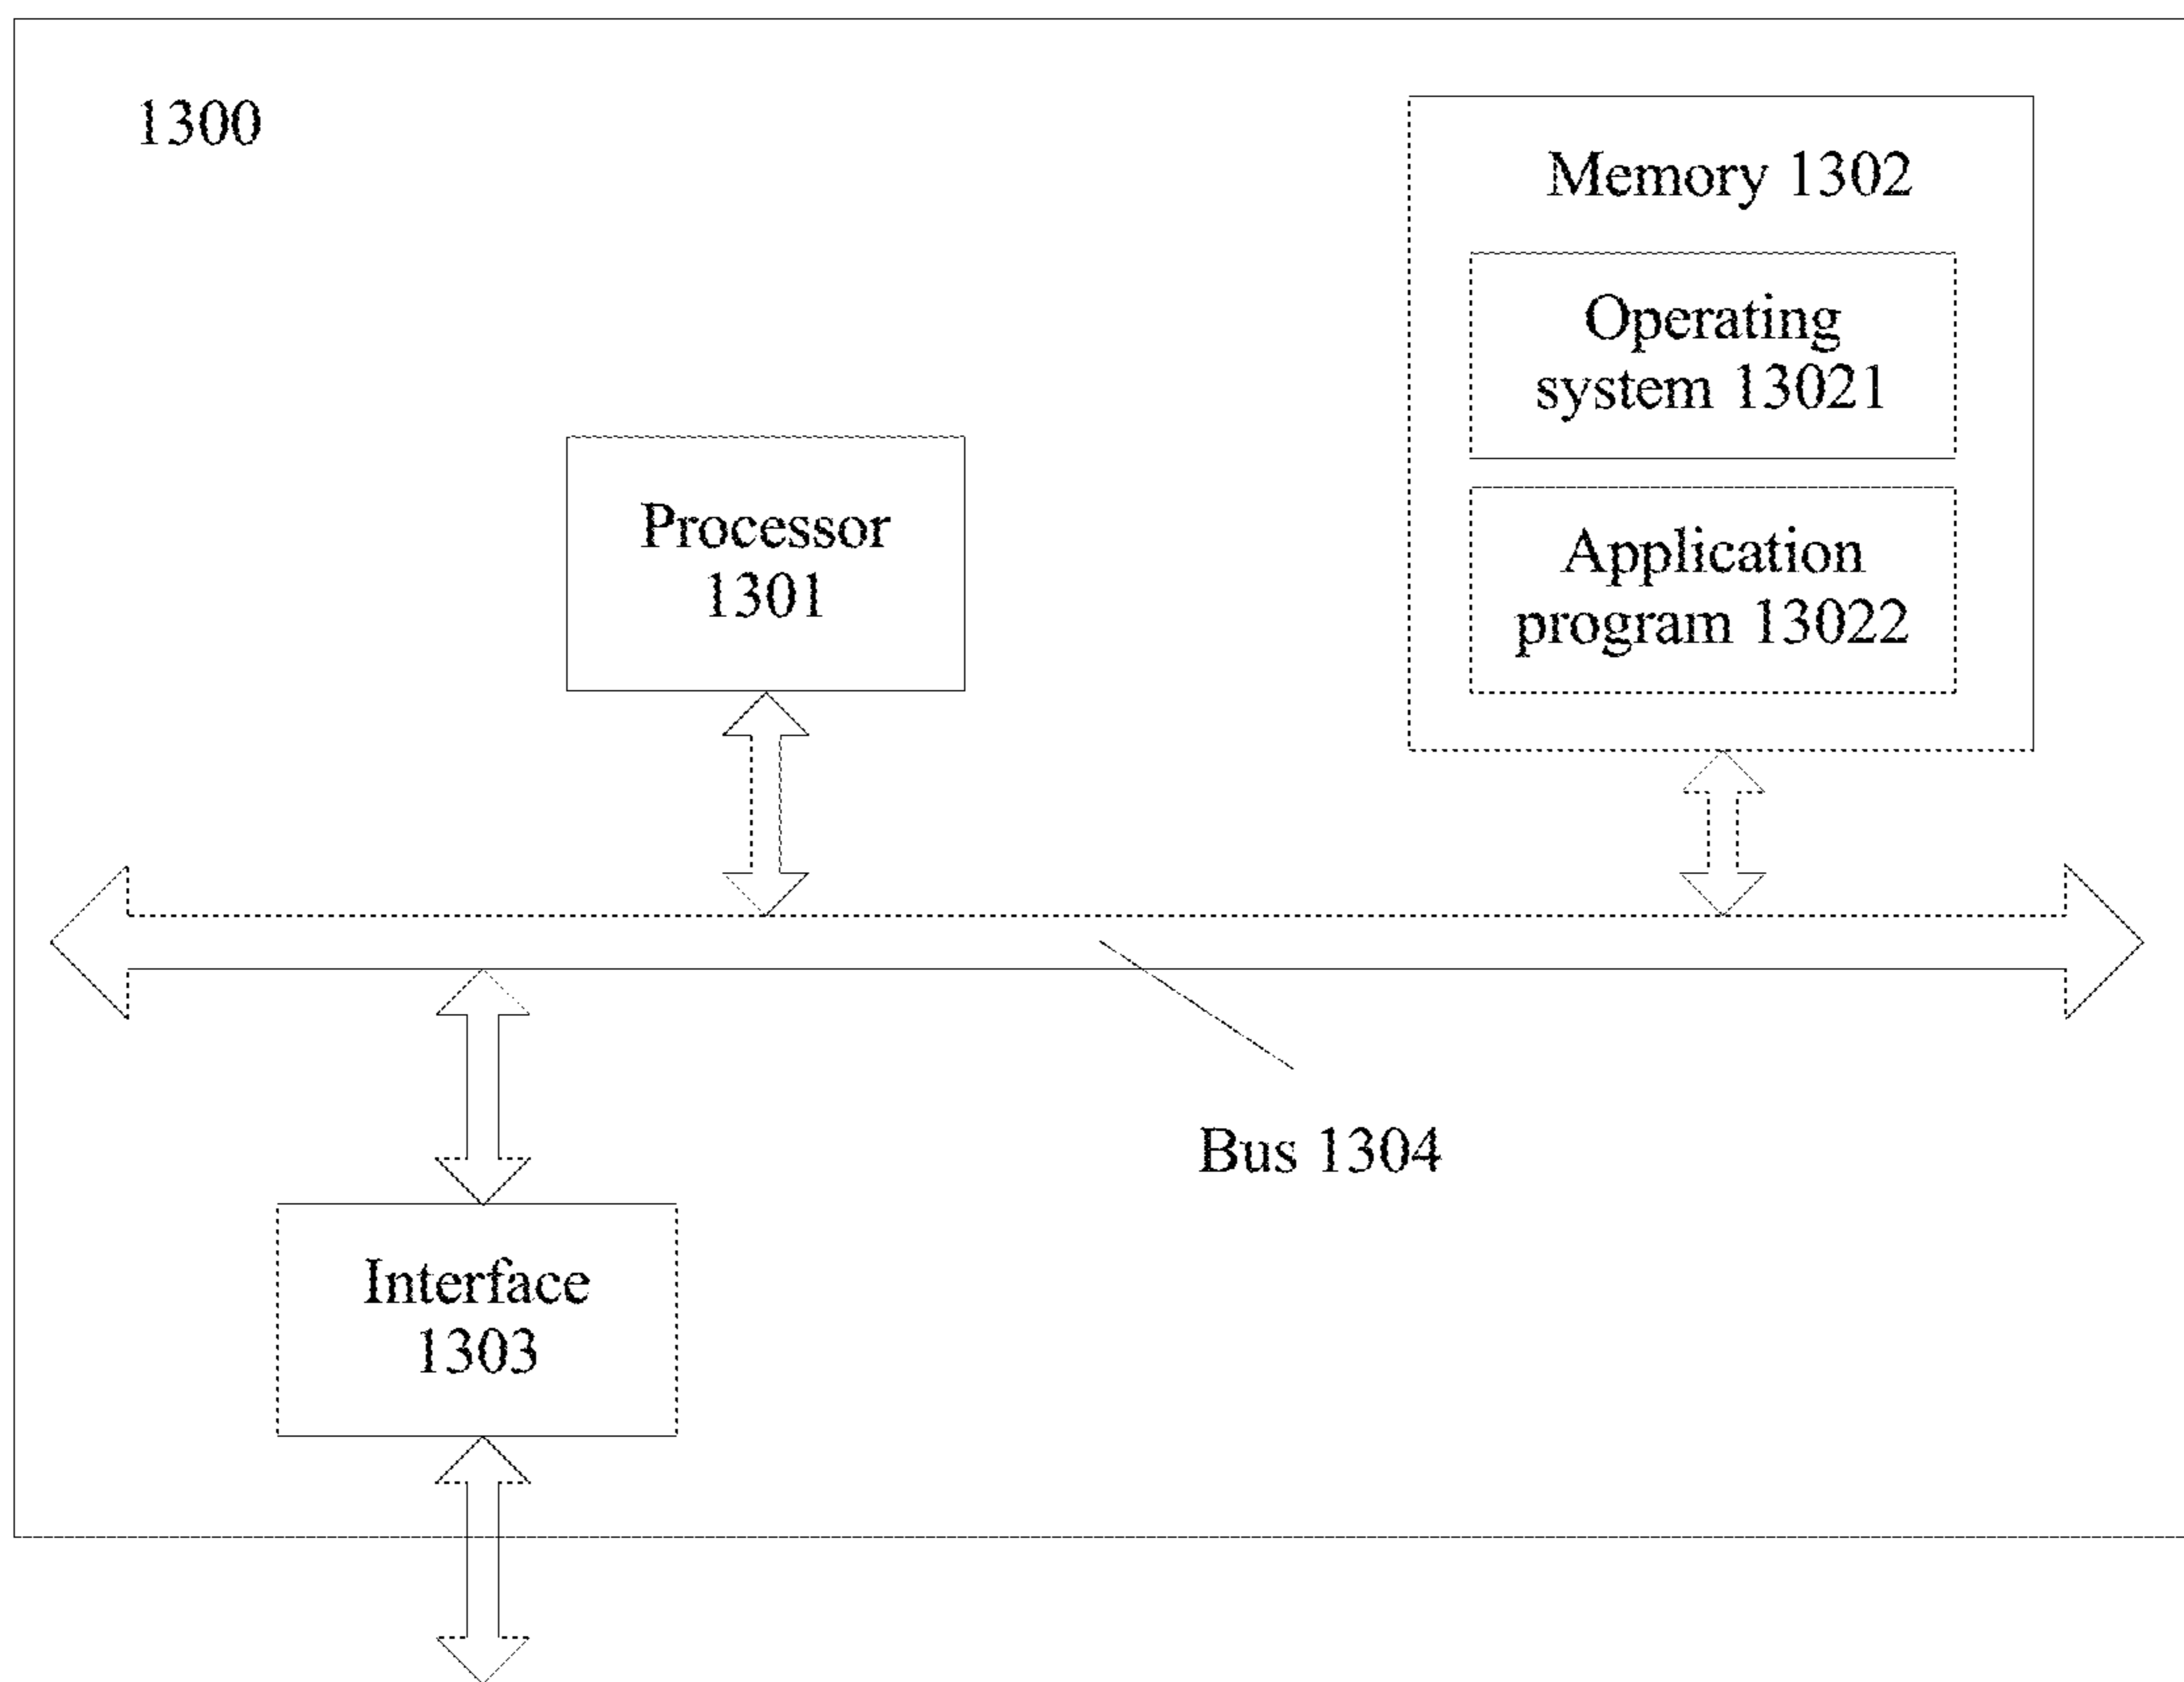 1300
Memory 1302
Operating
system 13021
Application
program 13022
Processor
1301
Bus 1304
Interface
1303